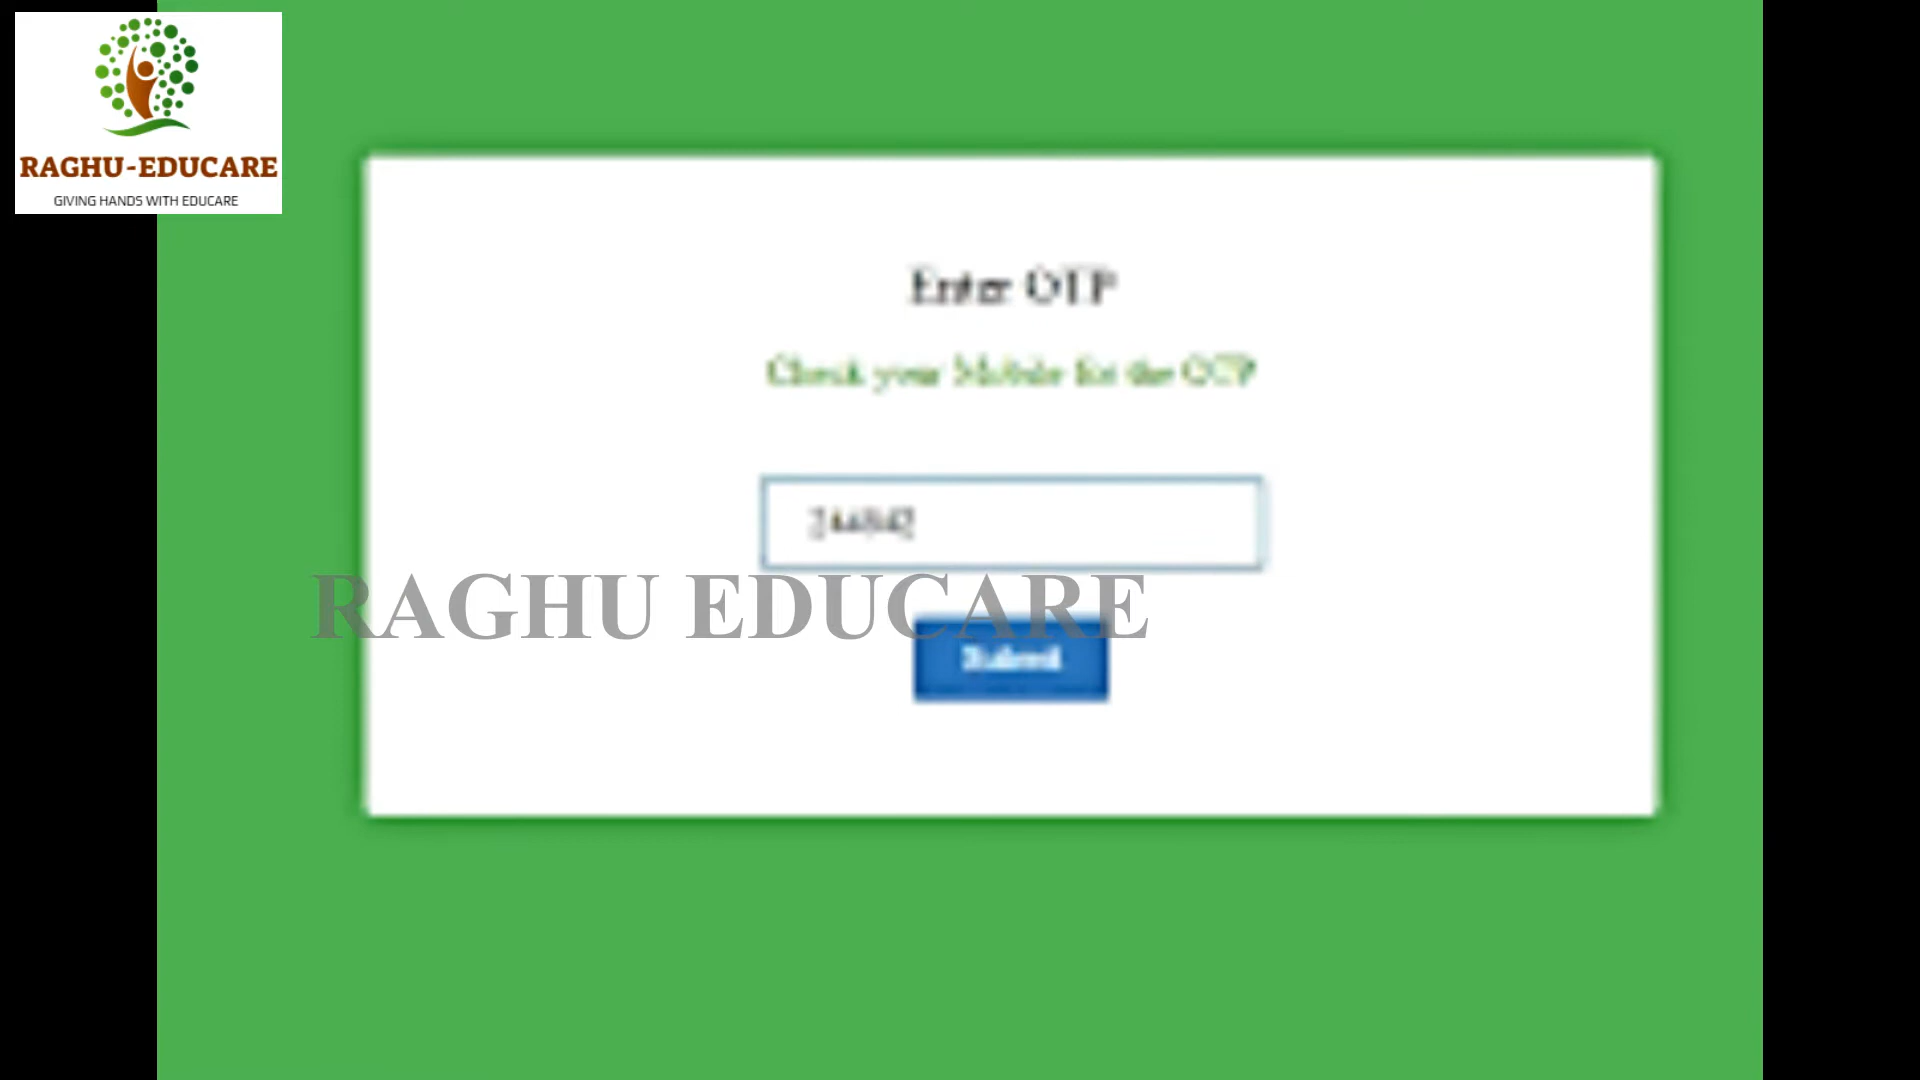 RAGHU-EDUCARE
GIVING HANDS WITH EDUCARE
Enter OTP
Check your Mobile for the OTP
RAGHU EDUCARE
Submit